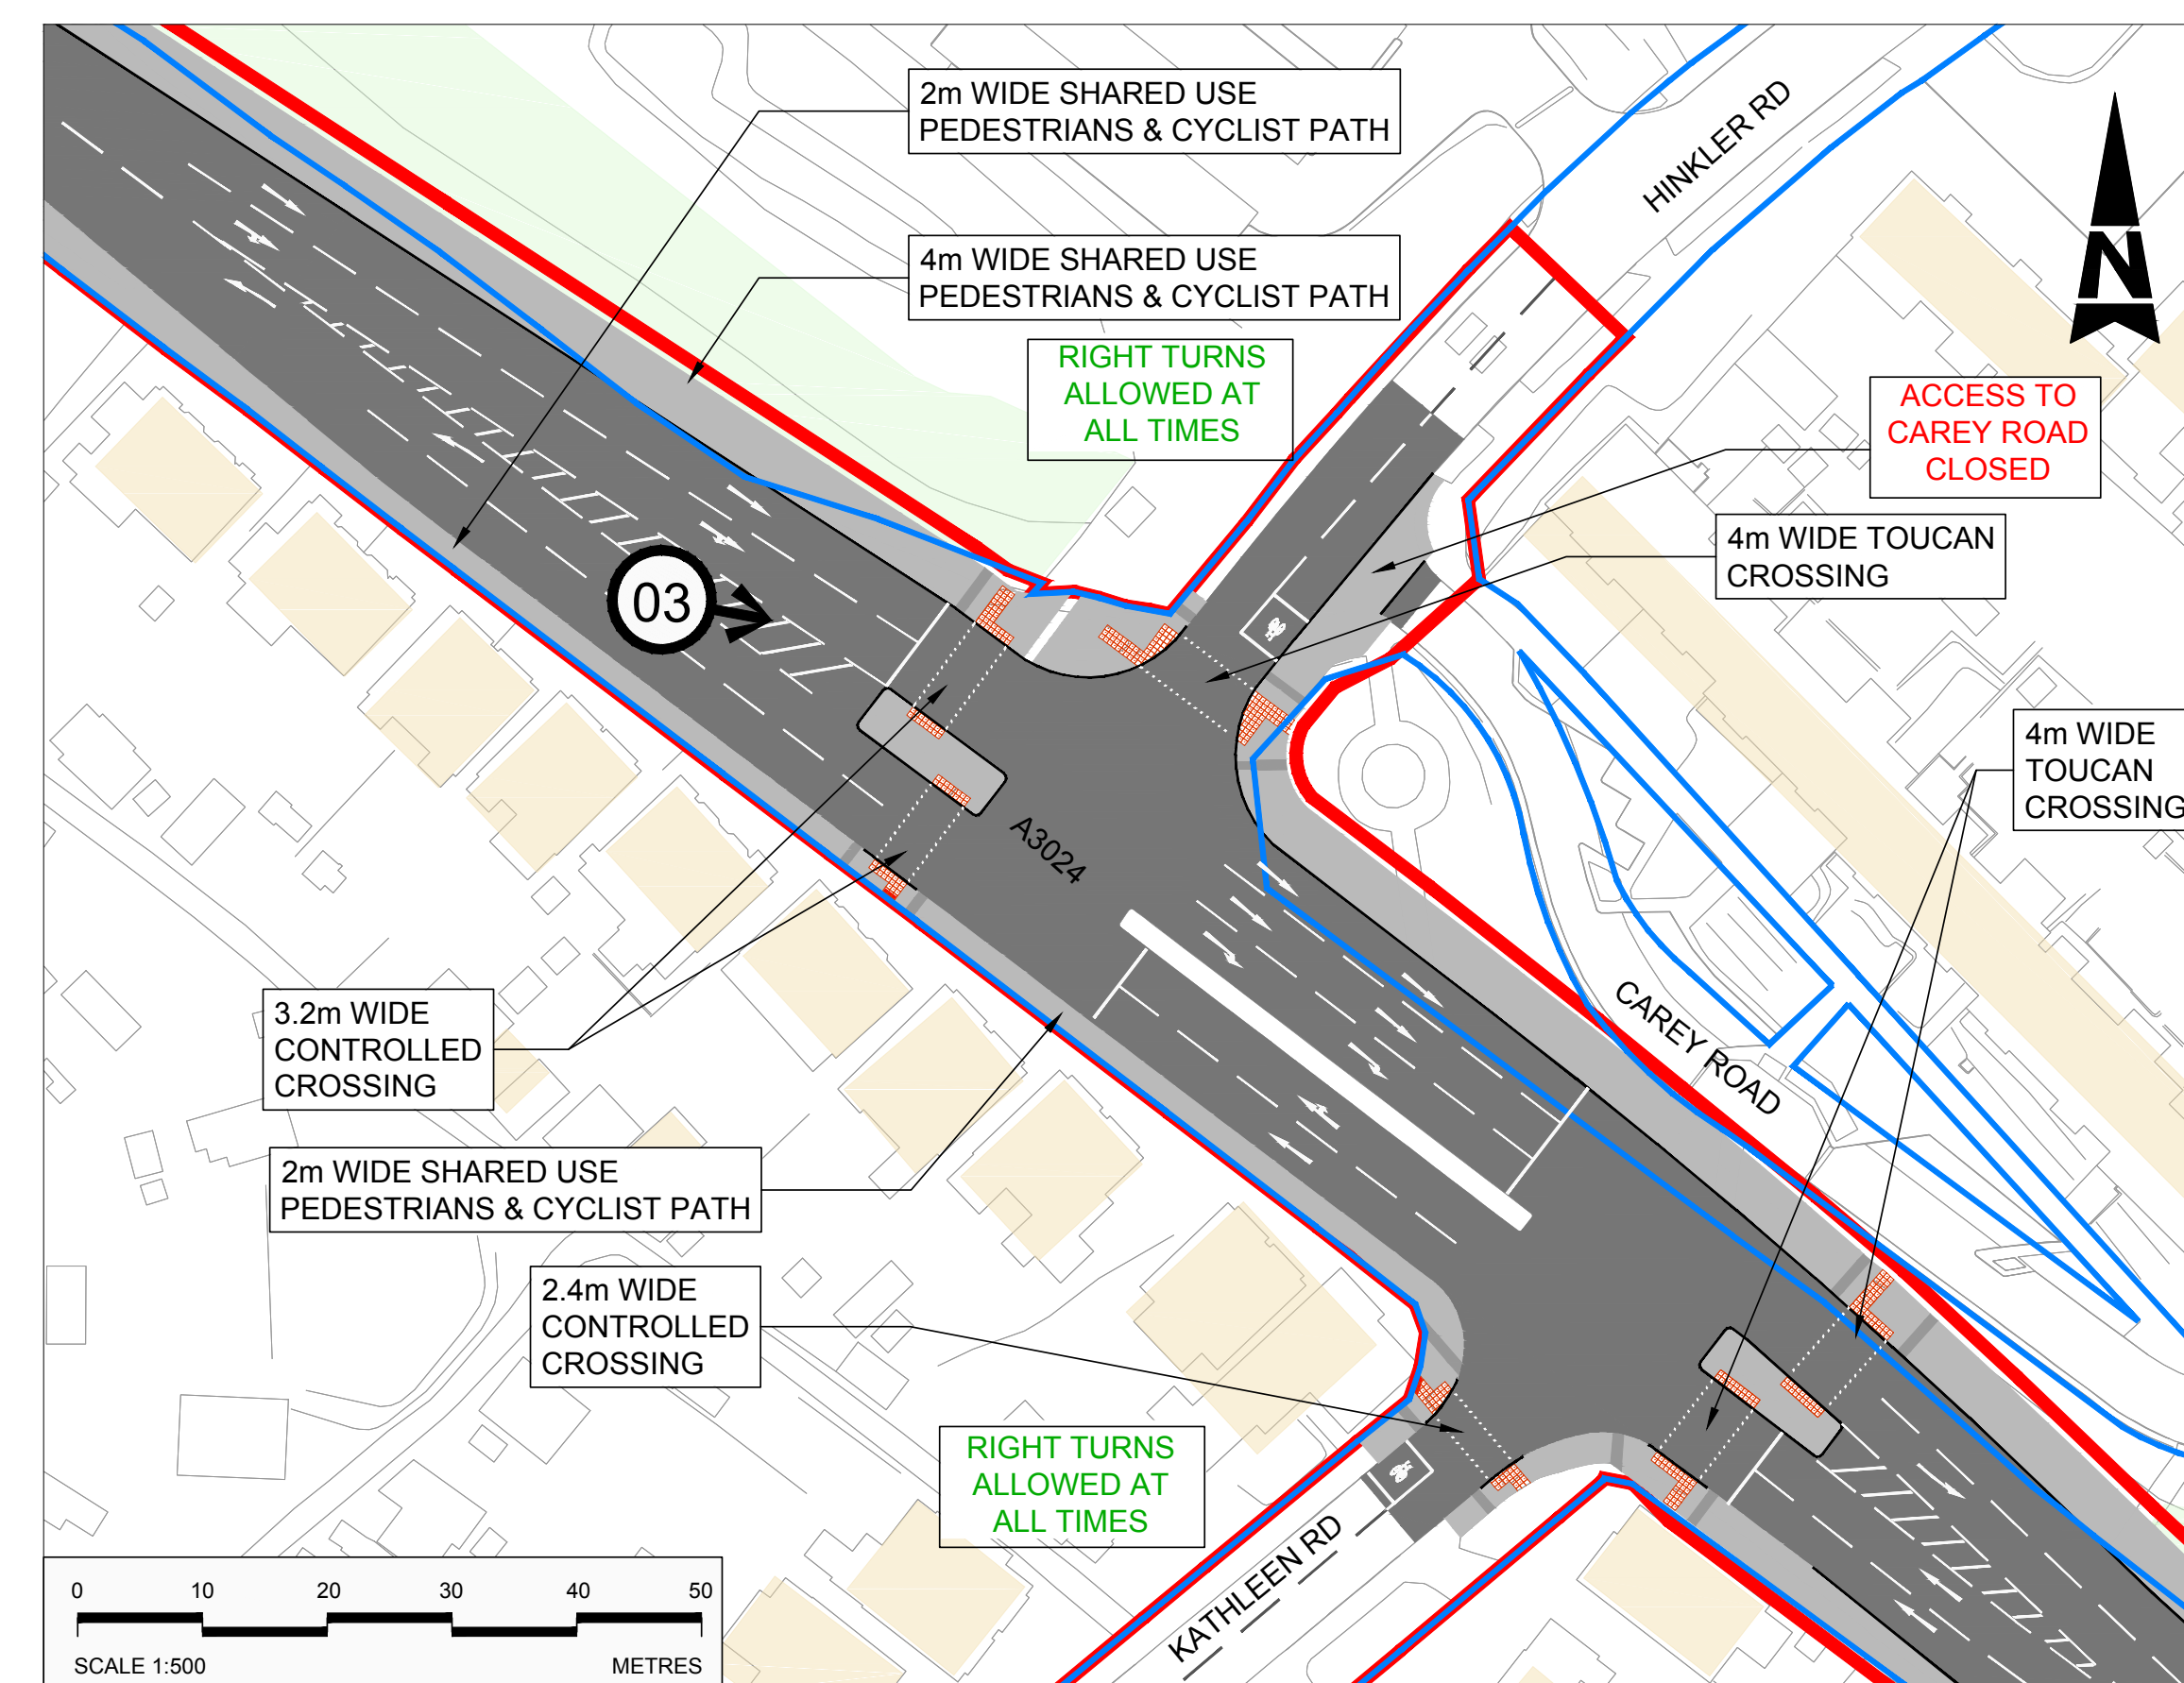 2m WIDE SHARED USE
PEDESTRIANS & CYCLIST PATH
HINKLER RD
N
4m WIDE SHARED USE
PEDESTRIANS & CYCLIST PATH
RIGHT TURNS
ALLOWED AT
ALL TIMES
ACCESS TO
CAREY ROAD
CLOSED
4m WIDE TOUCAN
CROSSING
03
4m WIDE
TOUCAN
CROSSING
A3024
3.2m WIDE
CONTROLLED
CROSSING
CAREY ROAD
2m WIDE SHARED USE
PEDESTRIANS & CYCLIST PATH
2.4m WIDE
CONTROLLED
CROSSING
RIGHT TURNS
ALLOWED AT
ALL TIMES
KATHLEEN RD
0 10 20 30 40 50
SCALE 1:500 METRES